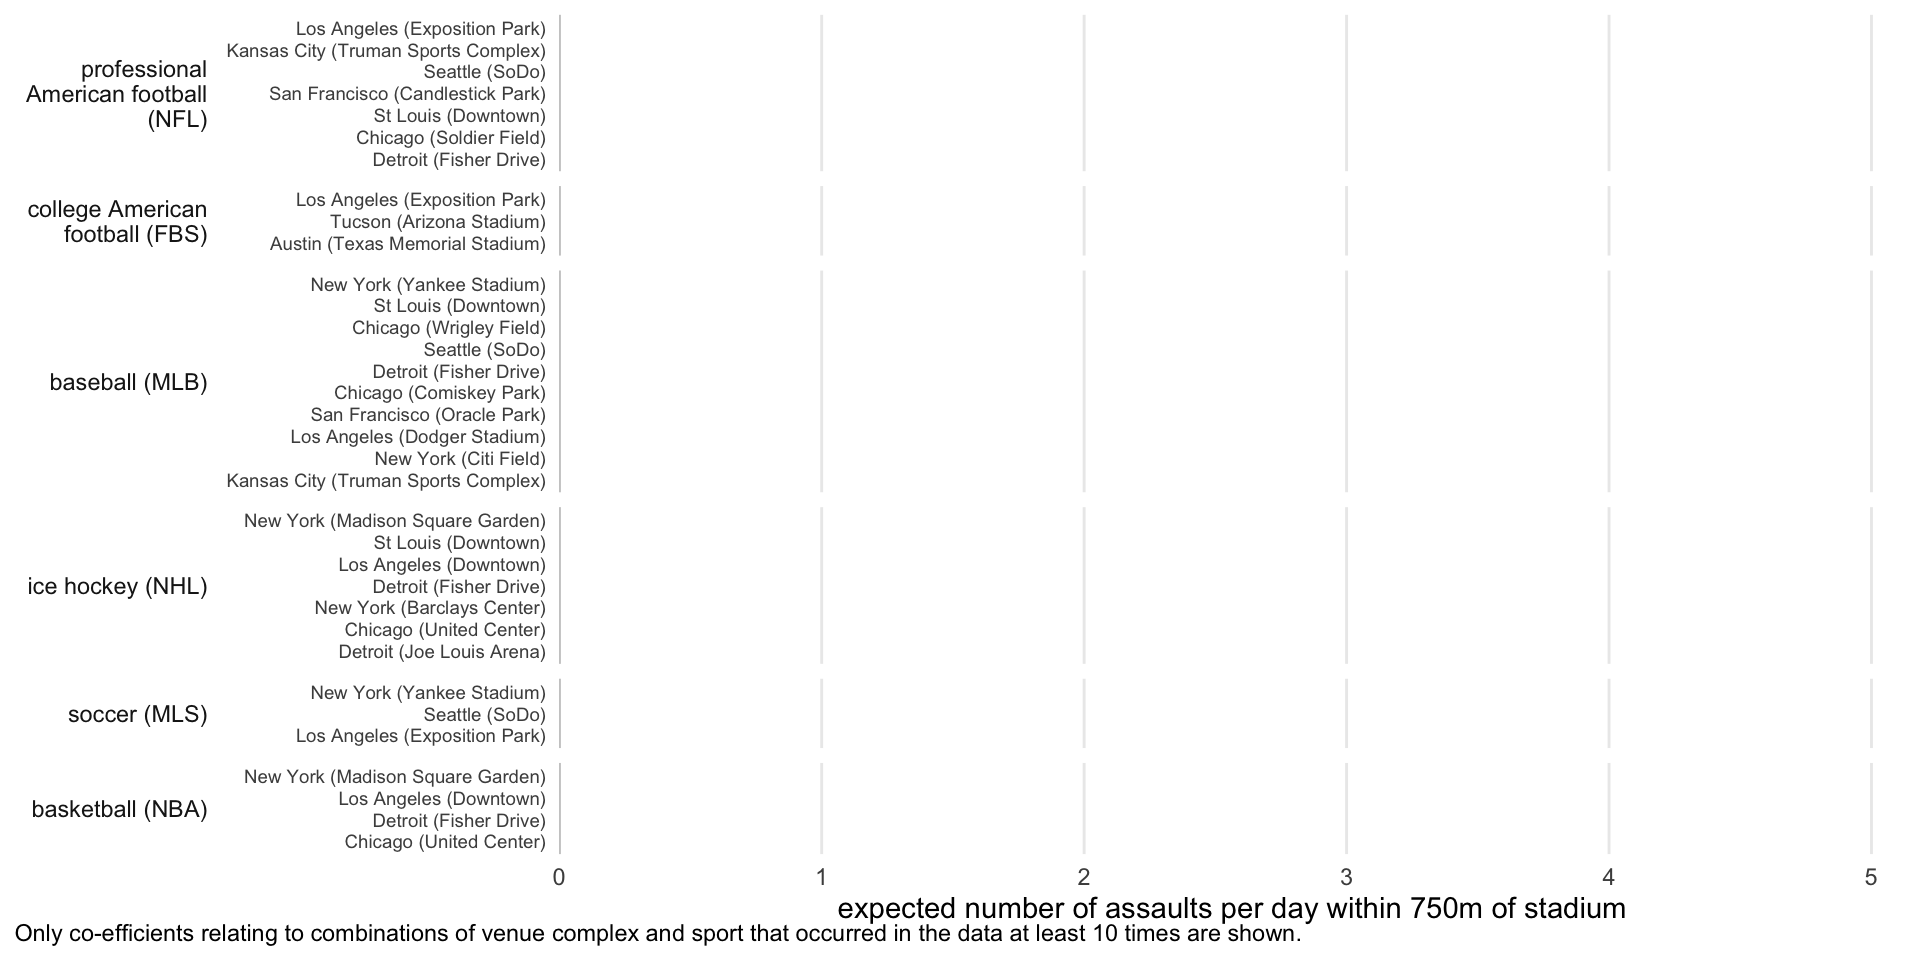 professional
American football
(NFL)
Los Angeles (Exposition Park)
Kansas City (Truman Sports Complex)
Seattle (SoDo)
San Francisco (Candlestick Park)
St Louis (Downtown)
Chicago (Soldier Field)
Detroit (Fisher Drive)
college American
football (FBS)
Los Angeles (Exposition Park)
Tucson (Arizona Stadium)
Austin (Texas Memorial Stadium)
baseball (MLB)
New York (Yankee Stadium)
St Louis (Downtown)
Chicago (Wrigley Field)
Seattle (SoDo)
Detroit (Fisher Drive)
Chicago (Comiskey Park)
San Francisco (Oracle Park)
Los Angeles (Dodger Stadium)
New York (Citi Field)
Kansas City (Truman Sports Complex)
ice hockey (NHL)
New York (Madison Square Garden)
St Louis (Downtown)
Los Angeles (Downtown)
Detroit (Fisher Drive)
New York (Barclays Center)
Chicago (United Center)
Detroit (Joe Louis Arena)
soccer (MLS)
New York (Yankee Stadium)
Seattle (SoDo)
Los Angeles (Exposition Park)
basketball (NBA)
New York (Madison Square Garden)
Los Angeles (Downtown)
Detroit (Fisher Drive)
Chicago (United Center)
0 1 2 3 4 5
expected number of assaults per day within 750m of stadium
Only co-efficients relating to combinations of venue complex and sport that occurred in the data at least 10 times are shown.